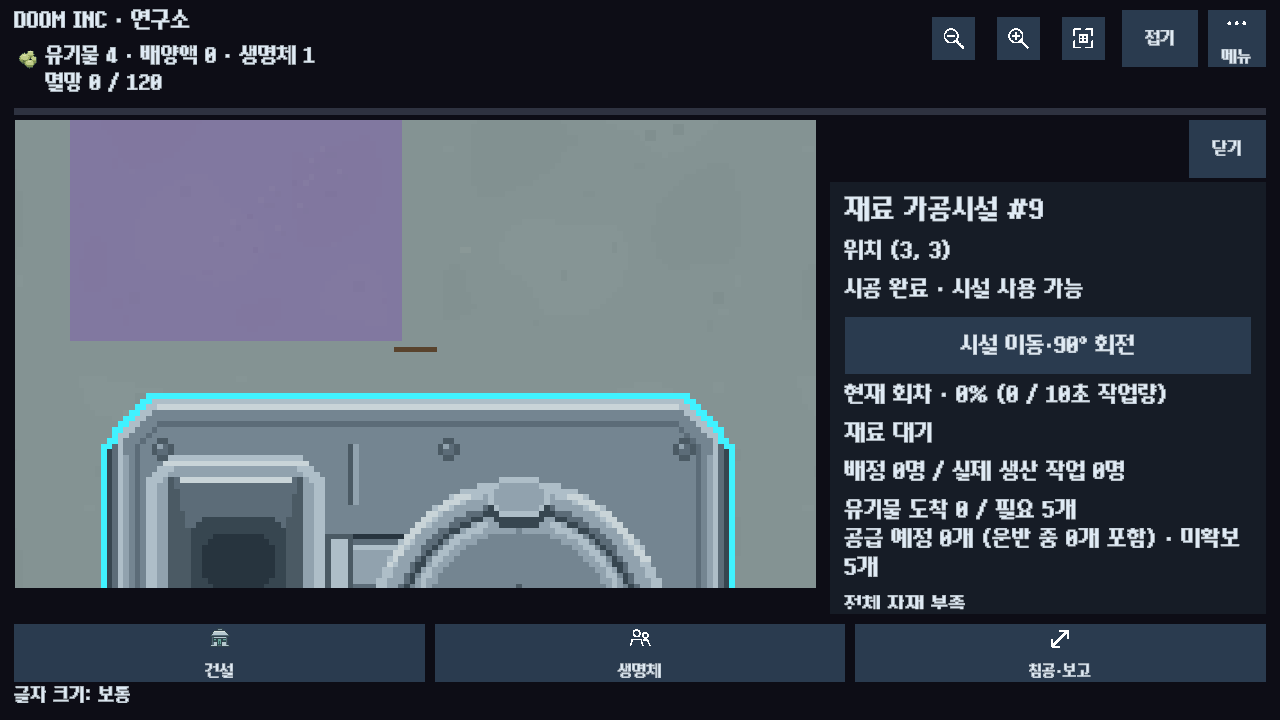 DOOM INC · 연구소
유기물 4 · 배양액 0 · 생명체 1
멸망 0 / 120
접기
메뉴
닫기
재료 가공시설 #9
위치 (3, 3)
시공 완료 · 시설 사용 가능
시설 이동·90° 회전
현재 회차 · 0% (0 / 10초 작업량)
재료 대기
배정 0명 / 실제 생산 작업 0명
유기물 도착 0 / 필요 5개
공급 예정 0개 (운반 중 0개 포함) · 미확보
5개
전체 자재 부족
건설
생명체
침공·보고
글자 크기: 보통